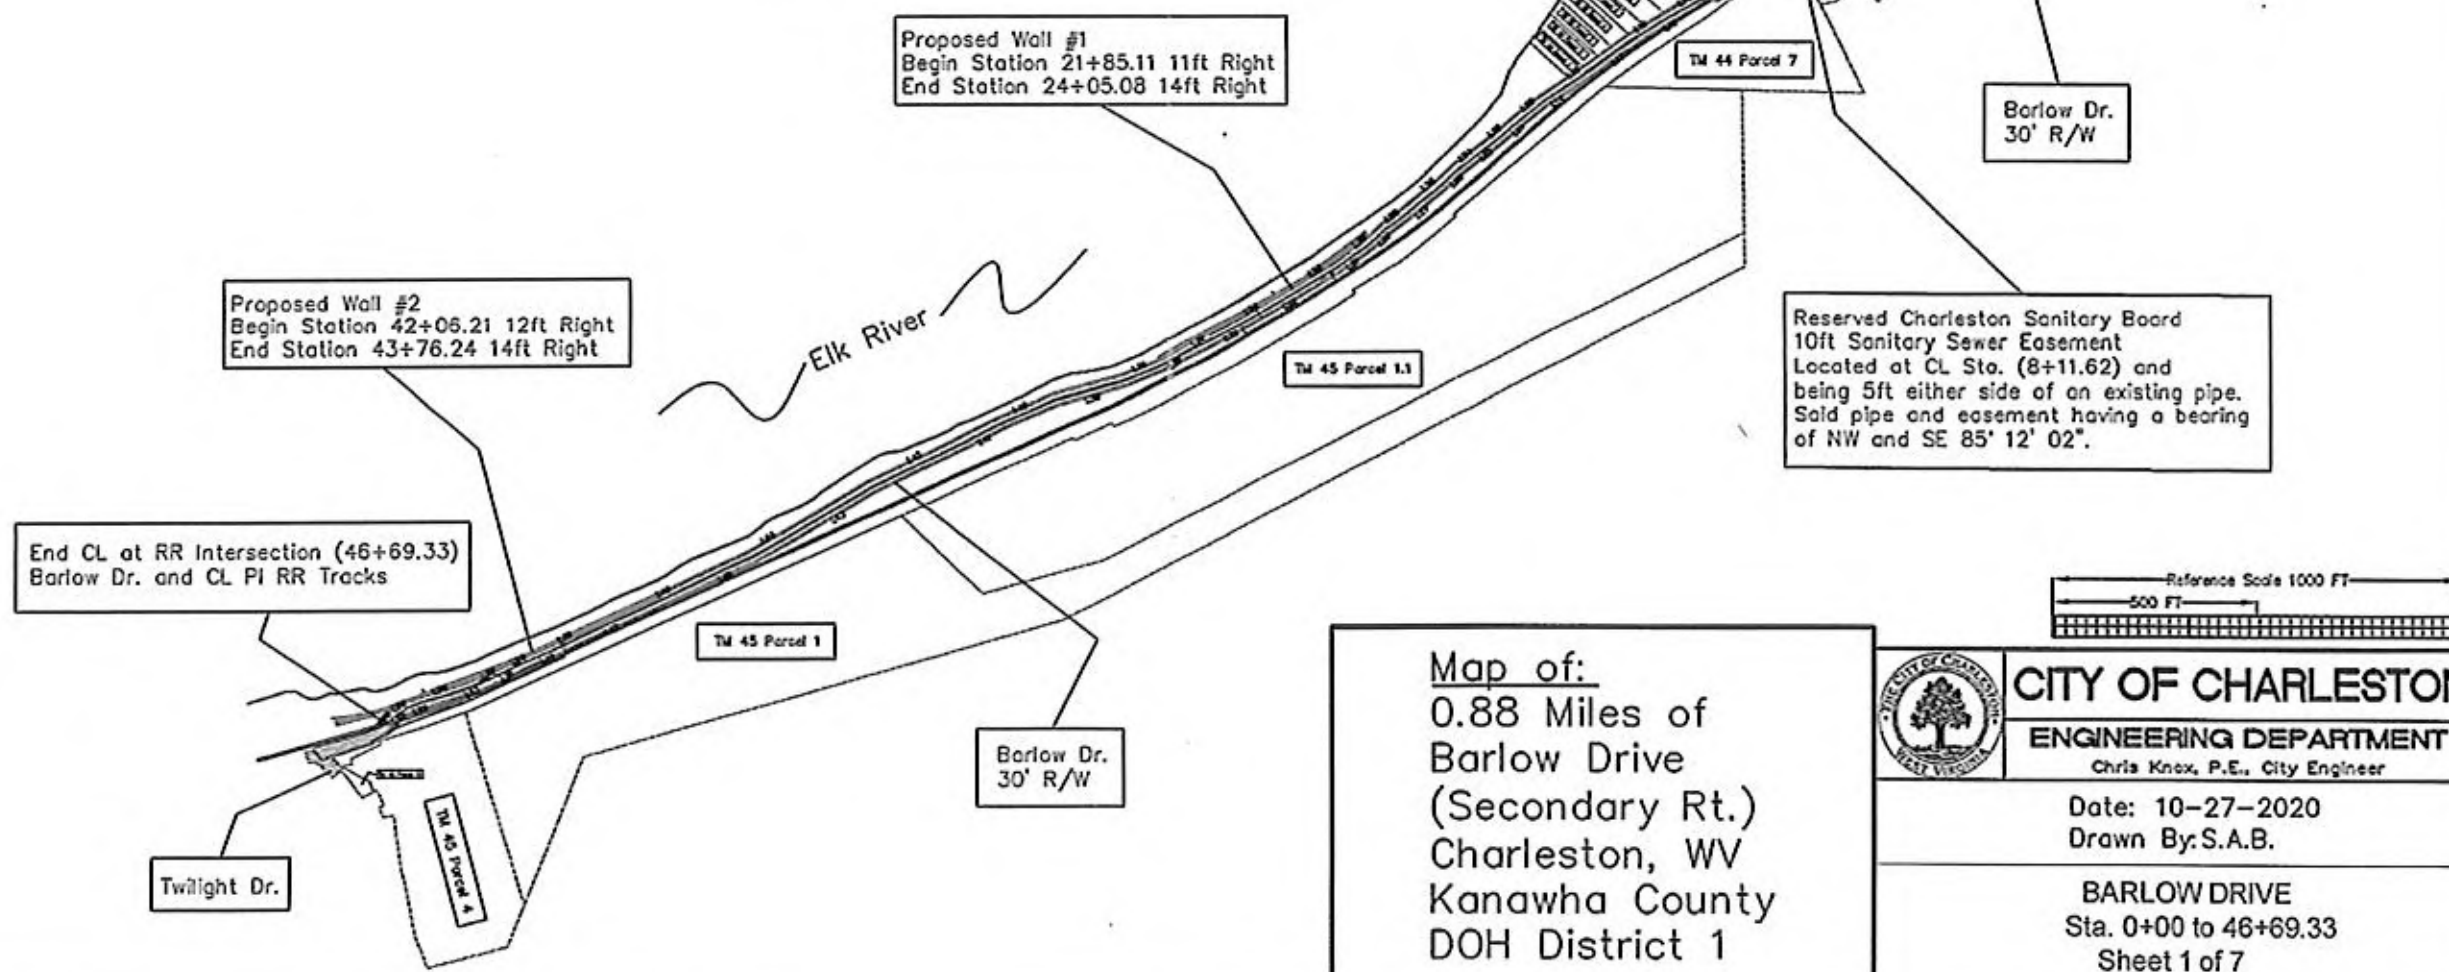 Proposed Wall #1
Begin Station 21+85.11 11ft Right
End Station 24+05.08 14ft Right
TM 44 Parcel 7
Barlow Dr.
30' R/W
Proposed Wall #2
Begin Station 42+06.21 12ft Right
End Station 43+76.24 14ft Right
Elk River
Reserved Charleston Sanitary Board
10ft Sanitary Sewer Easement
Located at CL Sta. (8+11.62) and
being 5ft either side of an existing pipe.
Said pipe and easement having a bearing
of NW and SE 85° 12' 02".
TM 45 Parcel 1.1
End CL at RR Intersection (46+69.33)
Barlow Dr. and CL PI RR Tracks
TM 45 Parcel 1
Barlow Dr.
30' R/W
TM 45 Parcel 4
Twilight Dr.
Reference Scale 1000 FT
500 FT
Map of:
0.88 Miles of
Barlow Drive
(Secondary Rt.)
Charleston, WV
Kanawha County
DOH District 1
THE CITY OF CHARLESTON
WEST VIRGINIA
CITY OF CHARLESTON
ENGINEERING DEPARTMENT
Chris Knox, P.E., City Engineer
Date: 10-27-2020
Drawn By: S.A.B.
BARLOW DRIVE
Sta. 0+00 to 46+69.33
Sheet 1 of 7